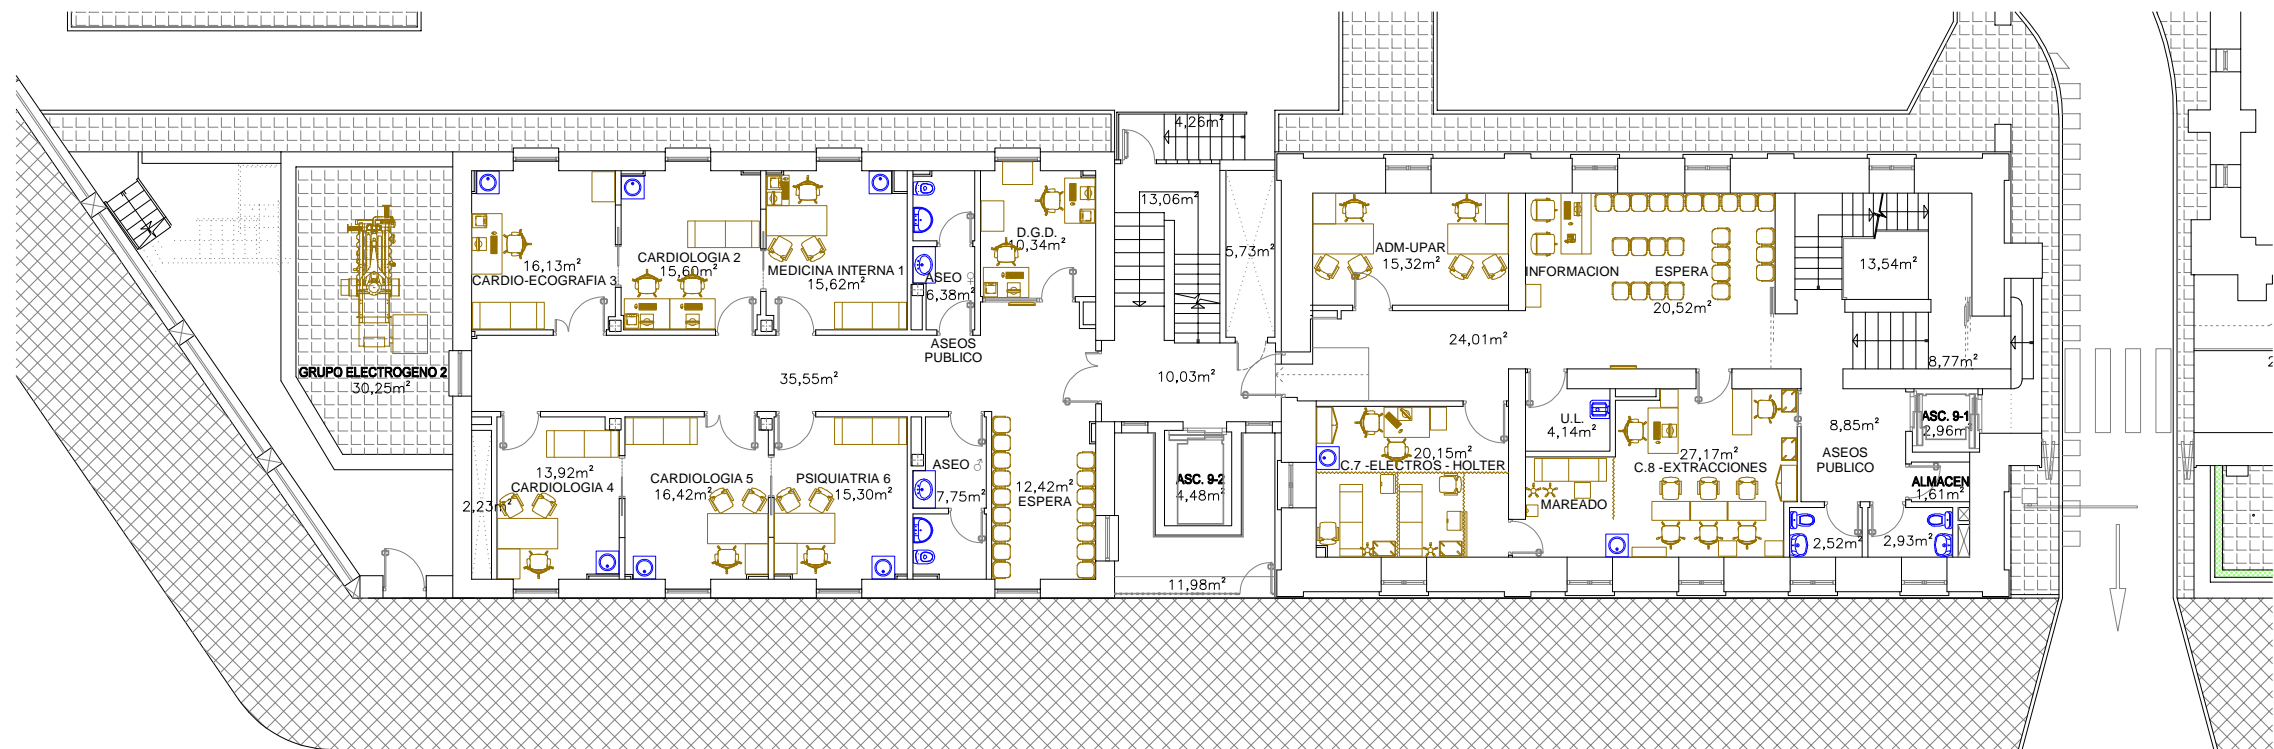 4,26m²
13,06m²
5,73m²
16,13m²
CARDIO-ECOGRAFIA 3
CARDIOLOGIA 2
15,60m²
MEDICINA INTERNA 1
15,62m²
ASEO ♀
6,38m²
D.G.D.
10,34m²
ADM-UPAR
15,32m²
INFORMACION
ESPERA
20,52m²
13,54m²
GRUPO ELECTROGENO 2
30,25m²
ASEOS
PUBLICO
35,55m²
10,03m²
24,01m²
8,77m²
U.L.
4,14m²
ASC. 9-1
2,96m²
8,85m²
ASEOS
PUBLICO
2,23m²
13,92m²
CARDIOLOGIA 4
CARDIOLOGIA 5
16,42m²
PSIQUIATRIA 6
15,30m²
ASEO ♂
7,75m²
12,42m²
ESPERA
ASC. 9-2
4,48m²
20,15m²
C.7 -ELECTROS - HOLTER
27,17m²
C.8 -EXTRACCIONES
MAREADO
ALMACEN
1,61m²
2,52m²
2,93m²
11,98m²